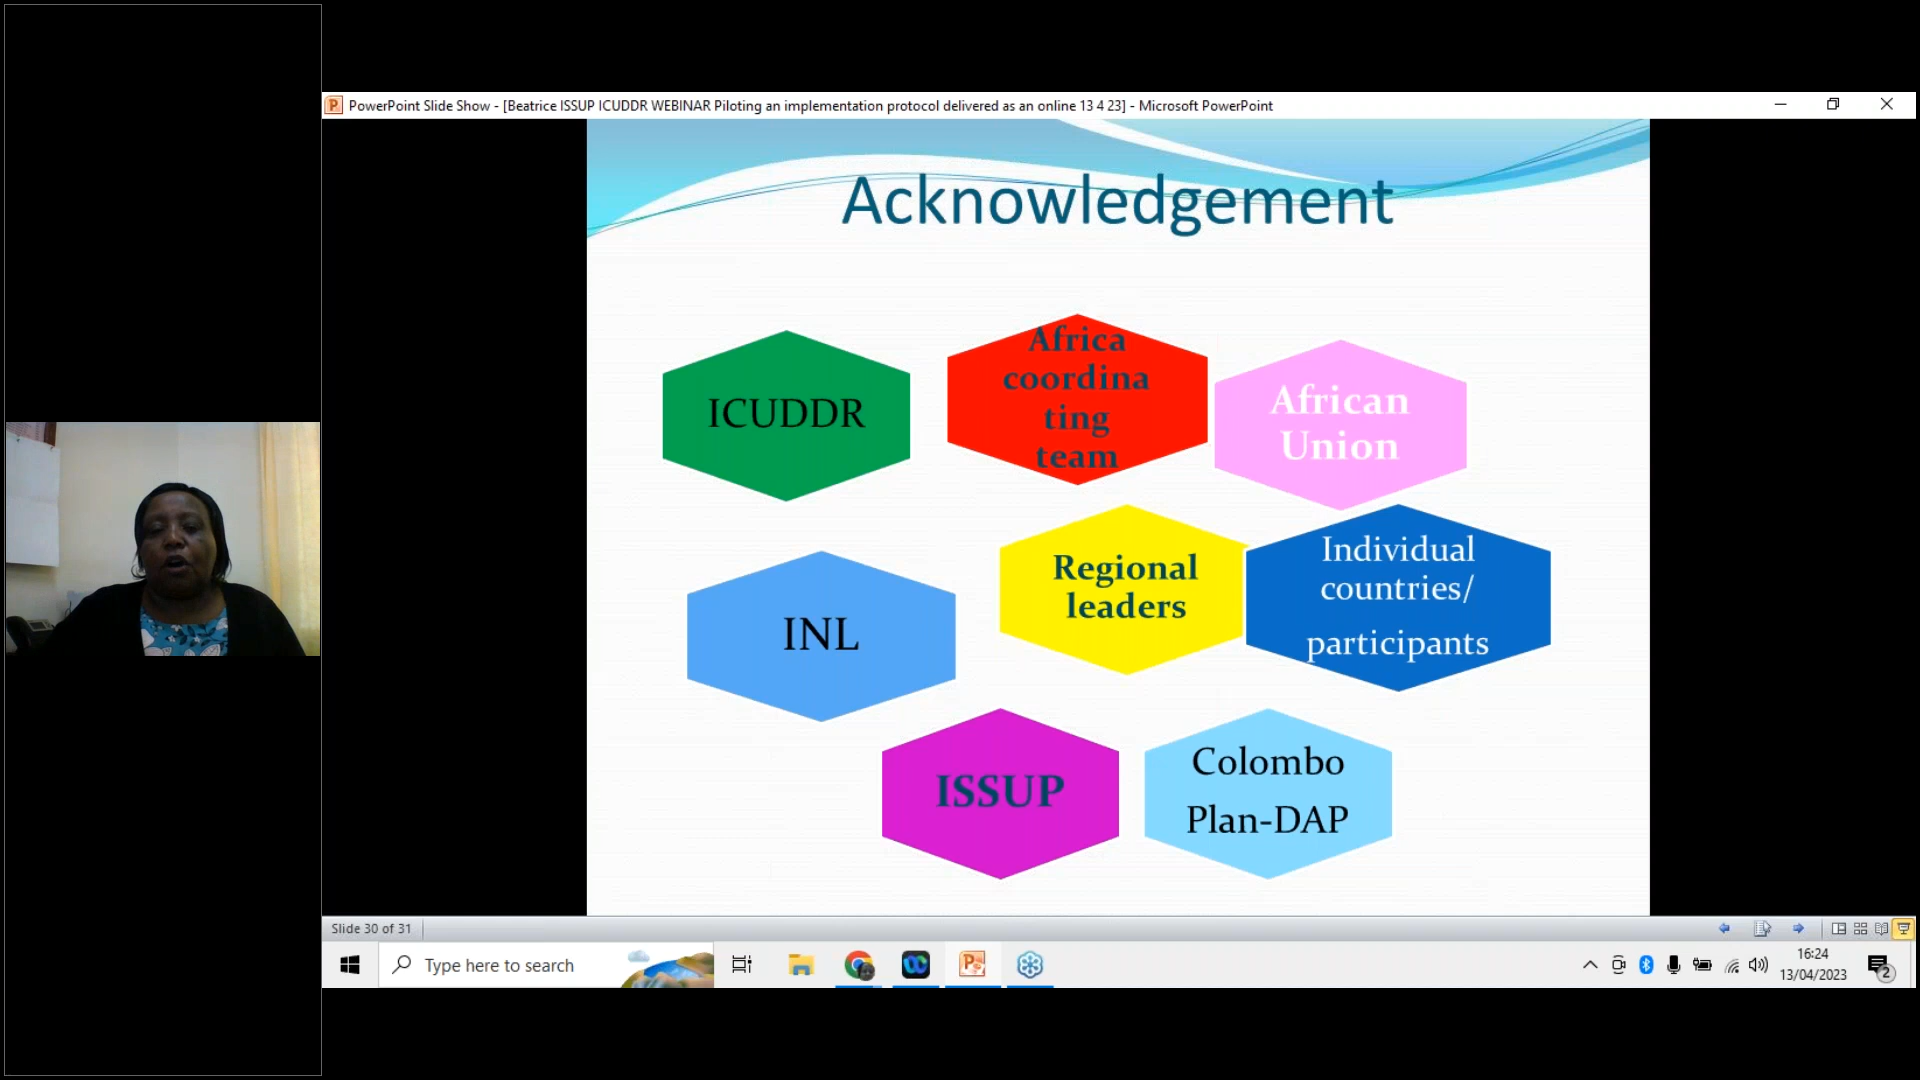 PowerPoint Slide Show - [Beatrice ISSUP ICUDDR WEBINAR Piloting an implementation protocol delivered as an online 13 4 23] - Microsoft PowerPoint
Acknowledgement
ICUDDR
Africa
coordina
ting
team
African
Union
INL
Regional
leaders
Individual
countries/
participants
ISSUP
Colombo
Plan-DAP
Slide 30 of 31
Type here to search
16:24
13/04/2023
2